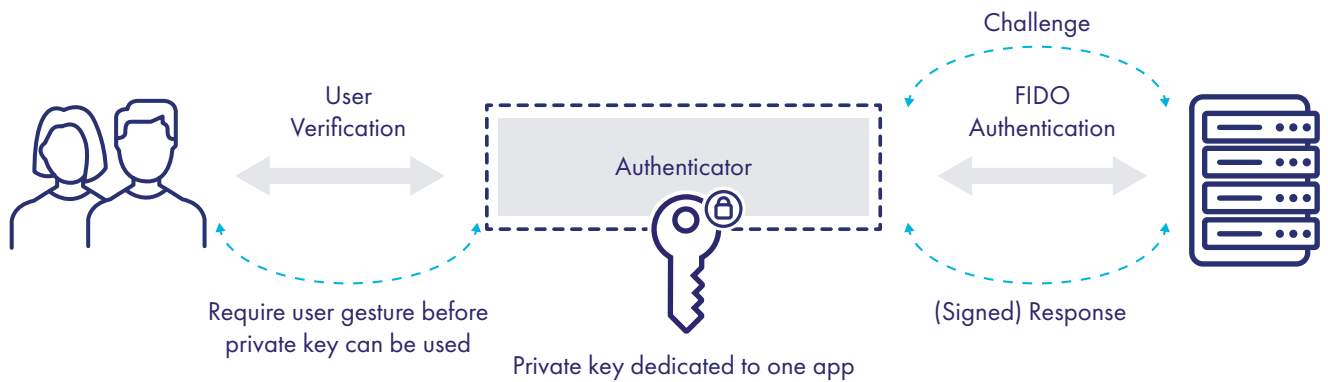 User
Verification
Require user gesture before
private key can be used
Authenticator
Private key dedicated to one app
Challenge
FIDO
Authentication
(Signed) Response